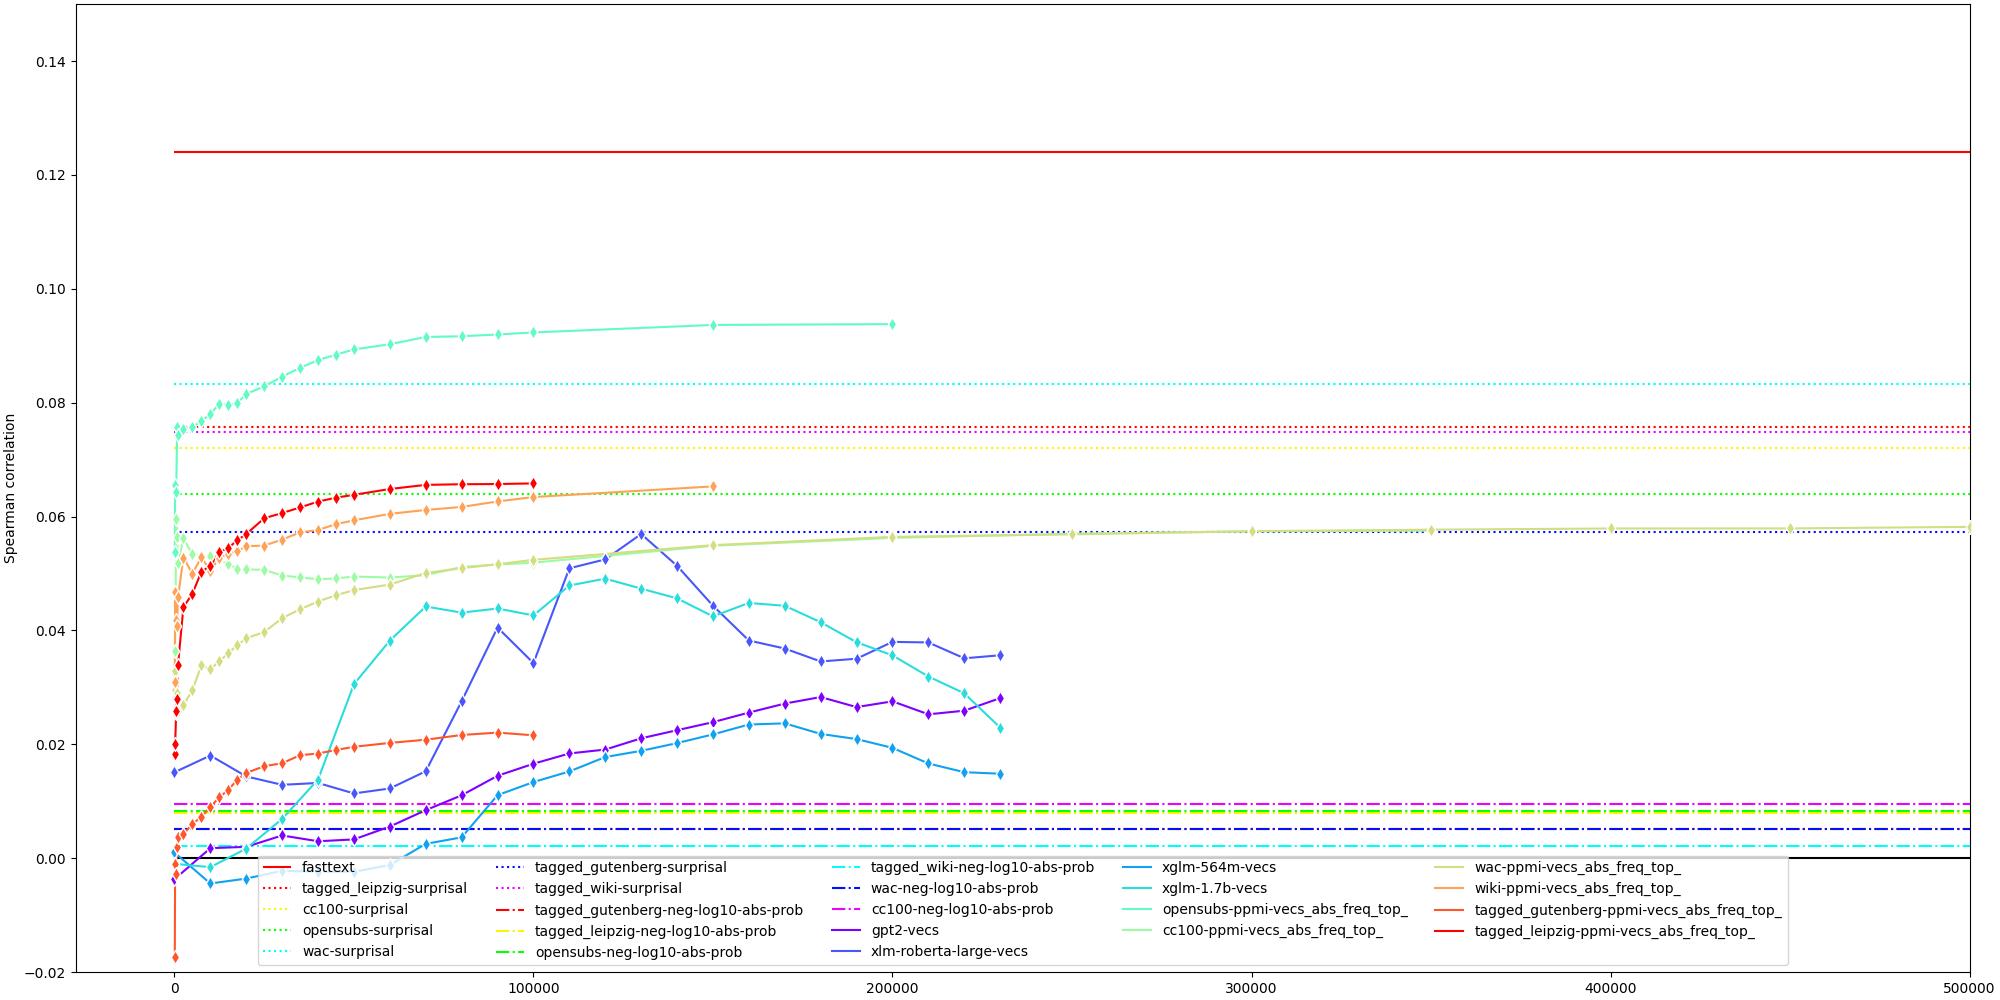 0.14
0.12
0.10
0.08
0.06
0.04
0.02
0.00
−0.02
Spearman correlation
0
100000
200000
300000
400000
500000
fasttext
tagged_leipzig-surprisal
cc100-surprisal
opensubs-surprisal
wac-surprisal
tagged_gutenberg-surprisal
tagged_wiki-surprisal
tagged_gutenberg-neg-log10-abs-prob
tagged_leipzig-neg-log10-abs-prob
opensubs-neg-log10-abs-prob
tagged_wiki-neg-log10-abs-prob
wac-neg-log10-abs-prob
cc100-neg-log10-abs-prob
gpt2-vecs
xlm-roberta-large-vecs
xglm-564m-vecs
xglm-1.7b-vecs
opensubs-ppmi-vecs_abs_freq_top_
cc100-ppmi-vecs_abs_freq_top_
wac-ppmi-vecs_abs_freq_top_
wiki-ppmi-vecs_abs_freq_top_
tagged_gutenberg-ppmi-vecs_abs_freq_top_
tagged_leipzig-ppmi-vecs_abs_freq_top_